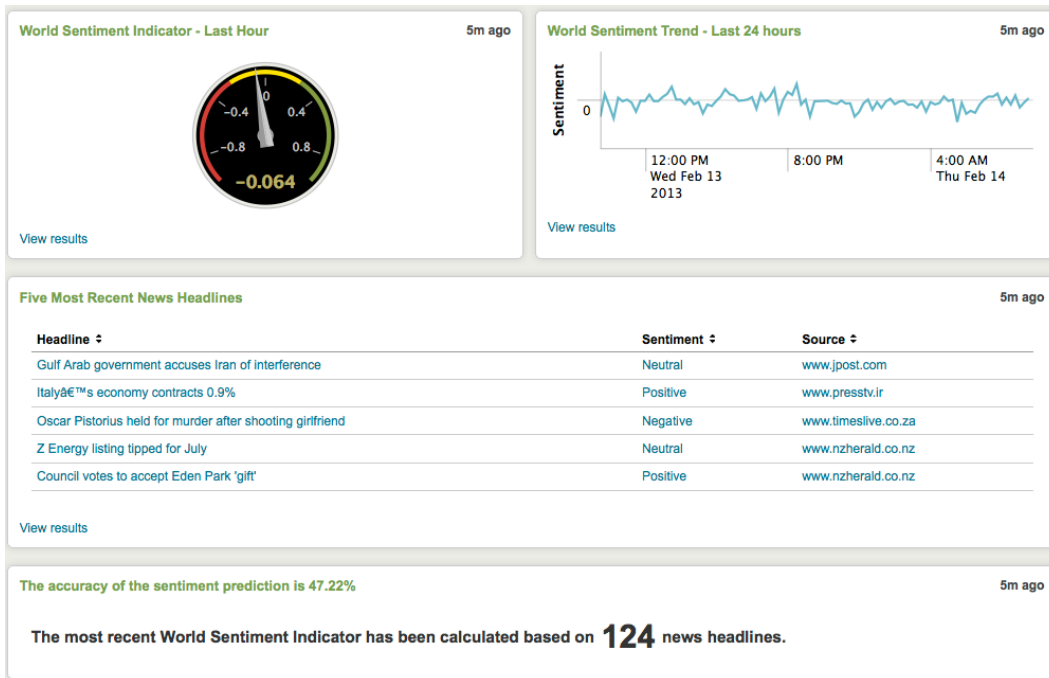 World Sentiment Indicator - Last Hour 5m ago
0
-0.4 0.4
-0.8 0.8
-0.064
View results
World Sentiment Trend - Last 24 hours 5m ago
Sentiment
0
12:00 PM 8:00 PM 4:00 AM
Wed Feb 13 Thu Feb 14
2013
View results
Five Most Recent News Headlines 5m ago
Headline Sentiment Source
Gulf Arab government accuses Iran of interference Neutral www.jpost.com
Italyâ€™s economy contracts 0.9% Positive www.presstv.ir
Oscar Pistorius held for murder after shooting girlfriend Negative www.timeslive.co.za
Z Energy listing tipped for July Neutral www.nzherald.co.nz
Council votes to accept Eden Park 'gift' Positive www.nzherald.co.nz
View results
The accuracy of the sentiment prediction is 47.22% 5m ago
The most recent World Sentiment Indicator has been calculated based on 124 news headlines.